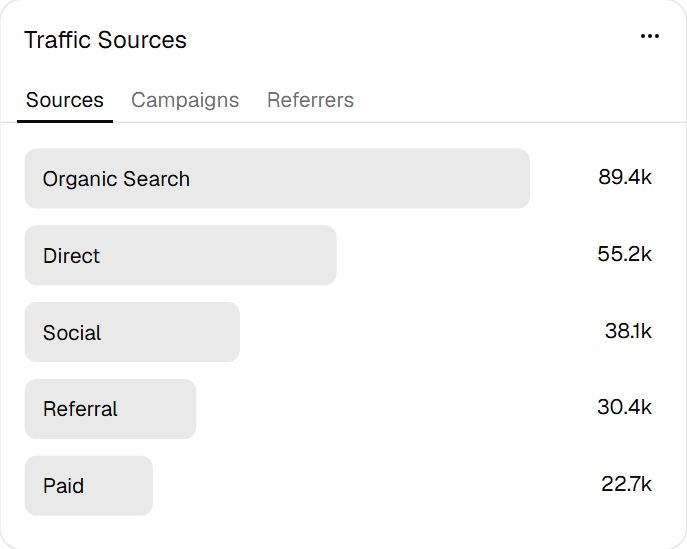 Traffic Sources
Sources Campaigns Referrers
Organic Search 89.4k
Direct 55.2k
Social 38.1k
Referral 30.4k
Paid 22.7k